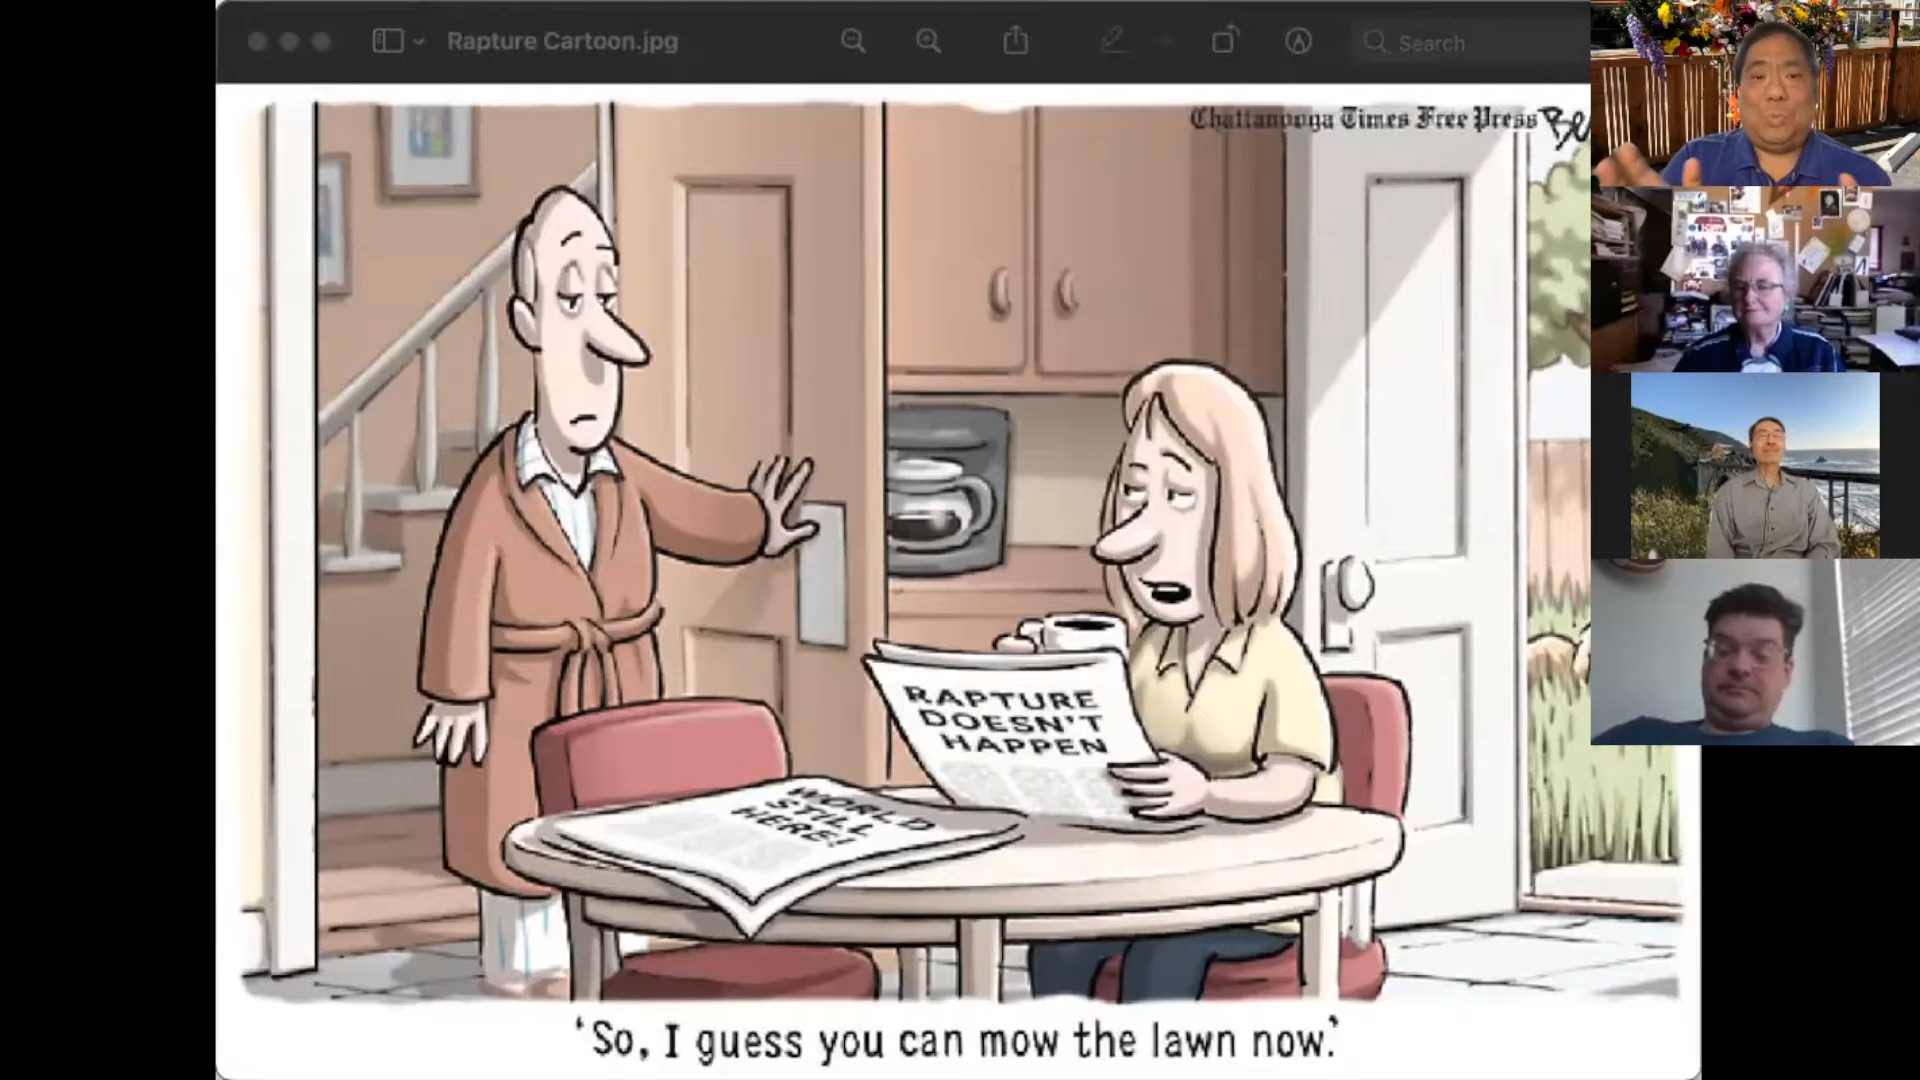 Rapture Cartoon.jpg
Search
Chattanooga Times Free Press
RAPTURE
DOESN'T
HAPPEN
WORLD
STILL
HERE!
'So, I guess you can mow the lawn now.'